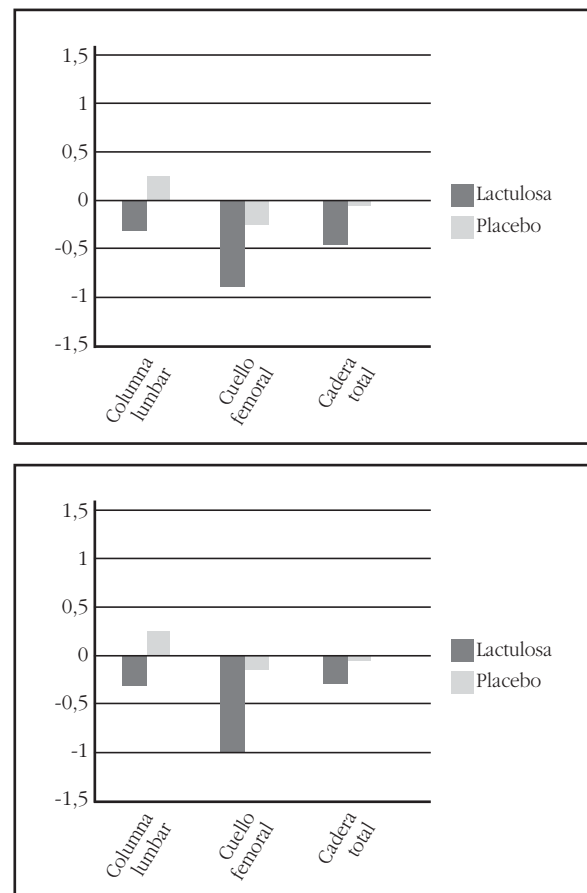 1,5
1
0,5
0
-0,5
-1
-1,5
Lactulosa
Placebo
Columna
lumbar
Cuello
femoral
Cadera
total
1,5
1
0,5
0
-0,5
-1
-1,5
Lactulosa
Placebo
Columna
lumbar
Cuello
femoral
Cadera
total